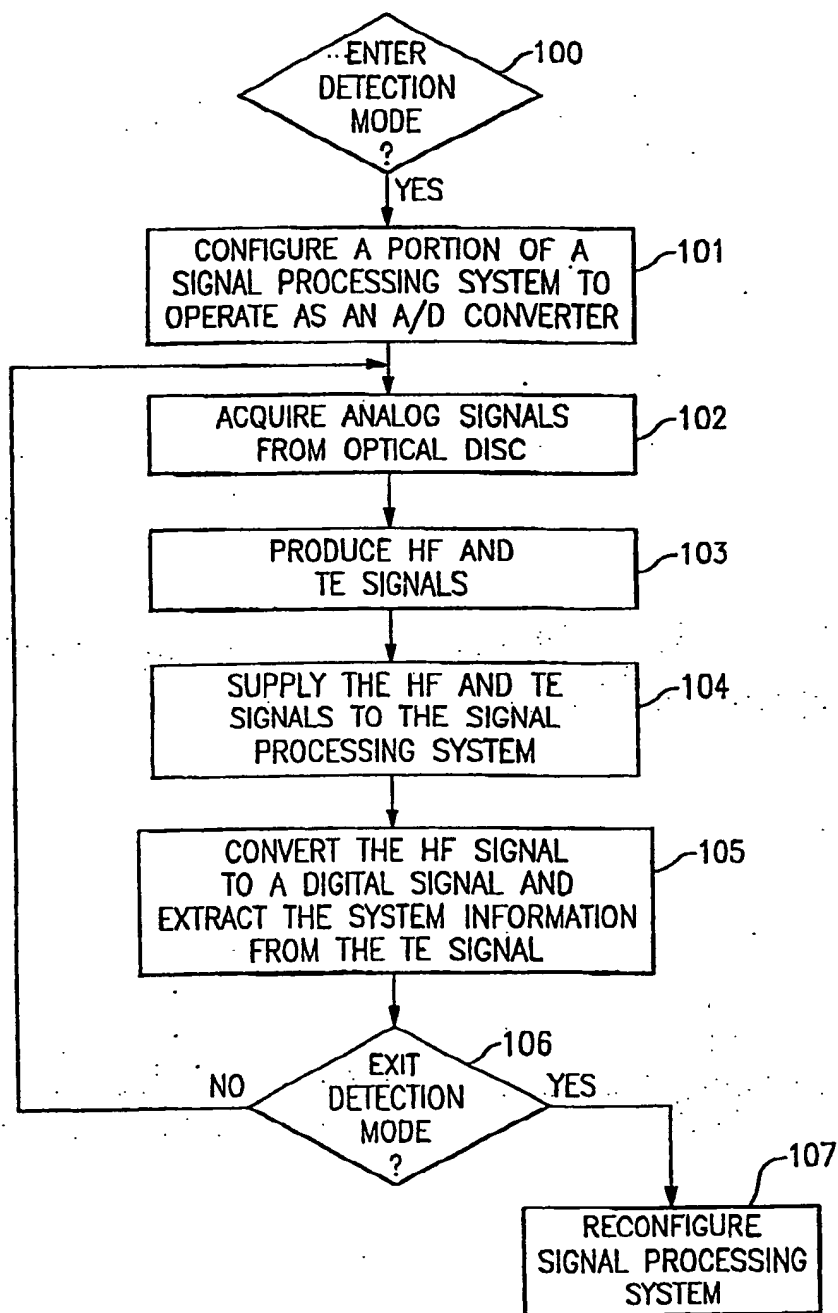 ENTER
DETECTION
MODE
?
100
YES
CONFIGURE A PORTION OF A
SIGNAL PROCESSING SYSTEM TO
OPERATE AS AN A/D CONVERTER
101
ACQUIRE ANALOG SIGNALS
FROM OPTICAL DISC
102
PRODUCE HF AND
TE SIGNALS
103
SUPPLY THE HF AND TE
SIGNALS TO THE SIGNAL
PROCESSING SYSTEM
104
CONVERT THE HF SIGNAL
TO A DIGITAL SIGNAL AND
EXTRACT THE SYSTEM INFORMATION
FROM THE TE SIGNAL
105
EXIT
DETECTION
MODE
?
106
NO
YES
RECONFIGURE
SIGNAL PROCESSING
SYSTEM
107